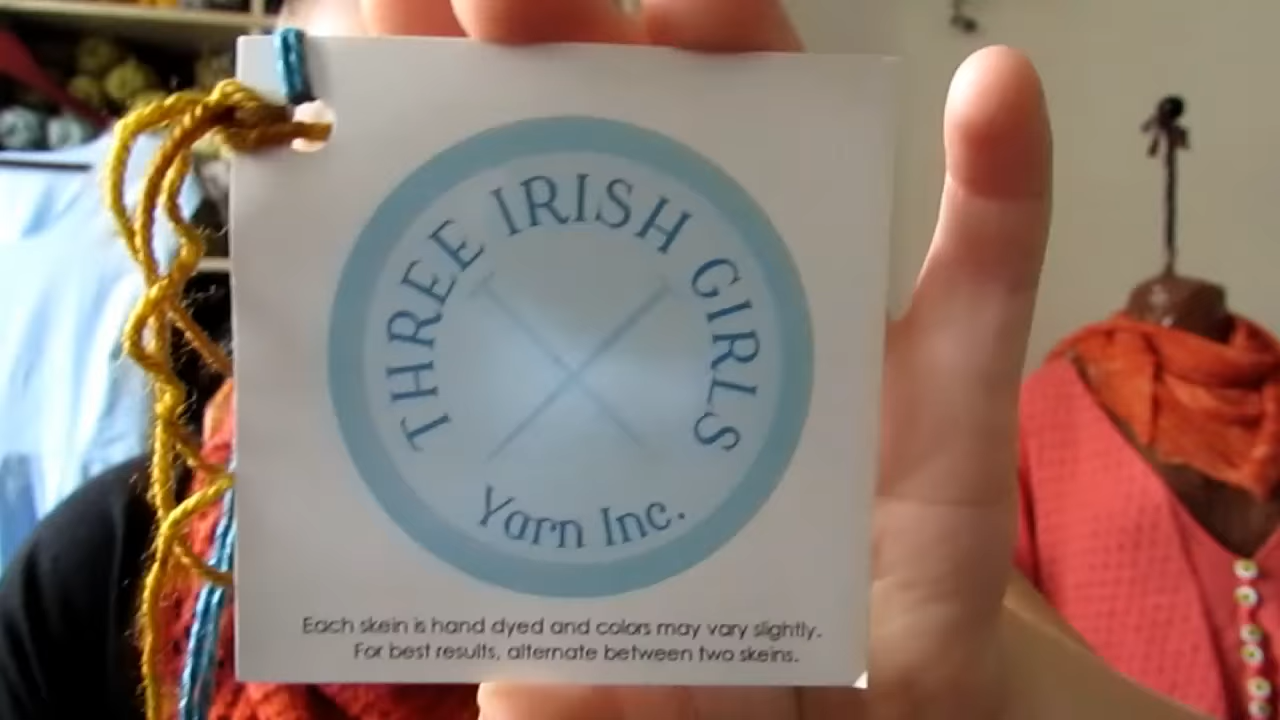 THREE IRISH GIRLS
Yarn Inc.
Each skein is hand dyed and colors may vary slightly.
For best results, alternate between two skeins.